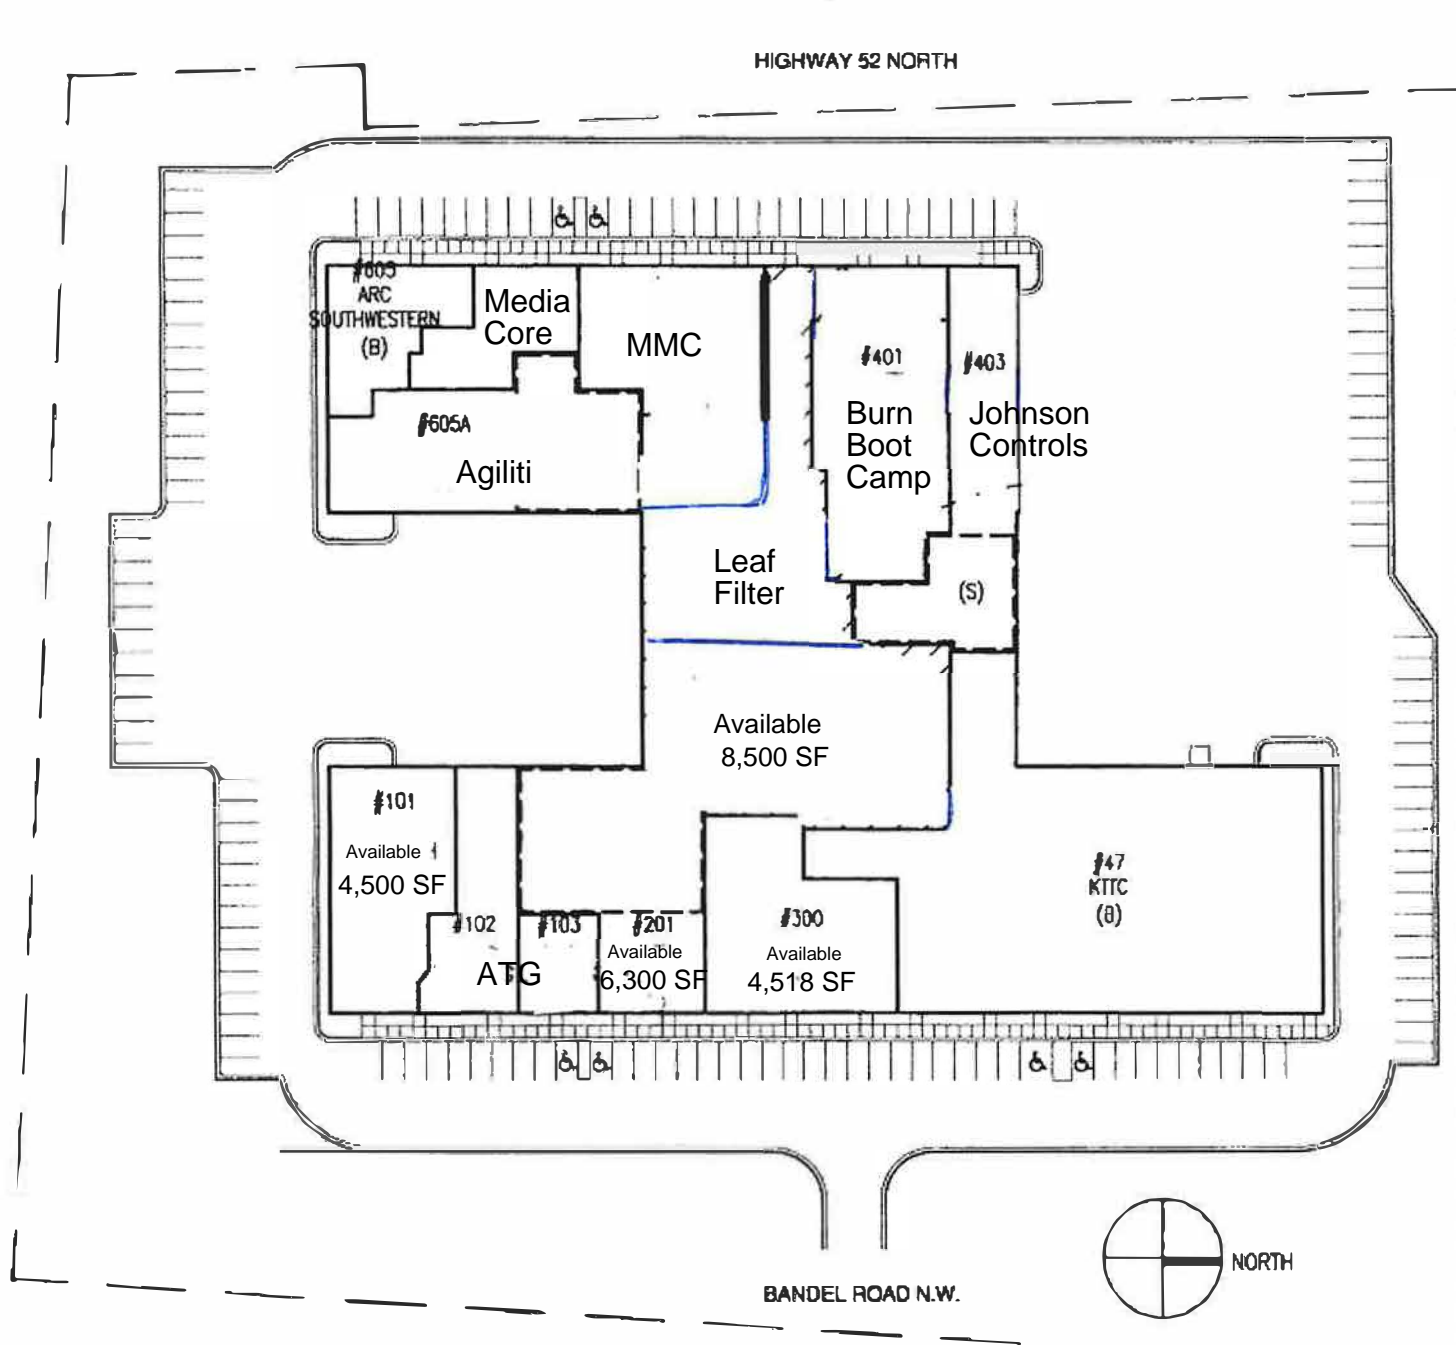 HIGHWAY 52 NORTH
#605
ARC
SOUTHWESTERN
(B)
Media
Core
MMC
#401
#403
Burn
Boot
Camp
Johnson
Controls
#605A
Agiliti
Leaf
Filter
(S)
Available
8,500 SF
#101
Available
4,500 SF
#102
#103
ATG
#201
Available
6,300 SF
#300
Available
4,518 SF
#47
KTTC
(B)
NORTH
BANDEL ROAD N.W.